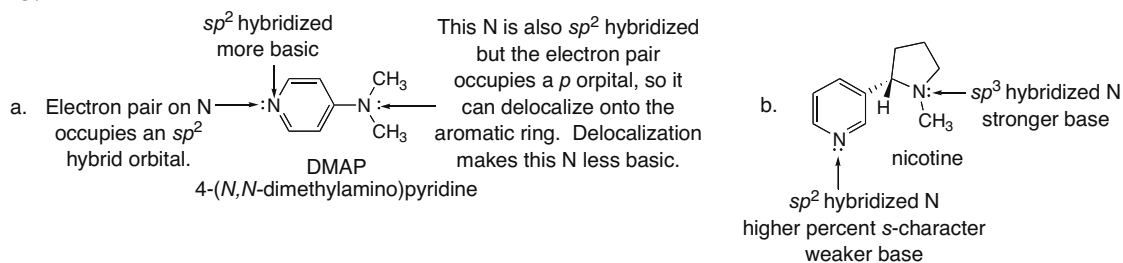 a.
Electron pair on N
occupies an sp2
hybrid orbital.
sp2 hybridized
more basic
:N
N:
CH3
CH3
DMAP
4-(N,N-dimethylamino)pyridine
This N is also sp2 hybridized
but the electron pair
occupies a p orpital, so it
can delocalize onto the
aromatic ring. Delocalization
makes this N less basic.
b.
H
N:
CH3
N
nicotine
sp3 hybridized N
stronger base
sp2 hybridized N
higher percent s-character
weaker base